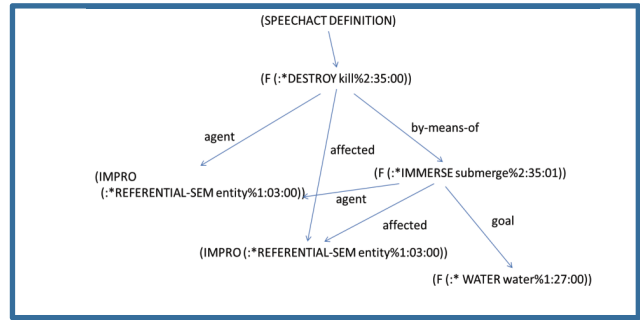 (SPEECHACT DEFINITION)
(F (:*DESTROY kill%2:35:00))
agent
affected
by-means-of
(IMPRO
(:*REFERENTIAL-SEM entity%1:03:00))
(F (:*IMMERSE submerge%2:35:01))
agent
affected
goal
(IMPRO (:*REFERENTIAL-SEM entity%1:03:00))
(F (:* WATER water%1:27:00))